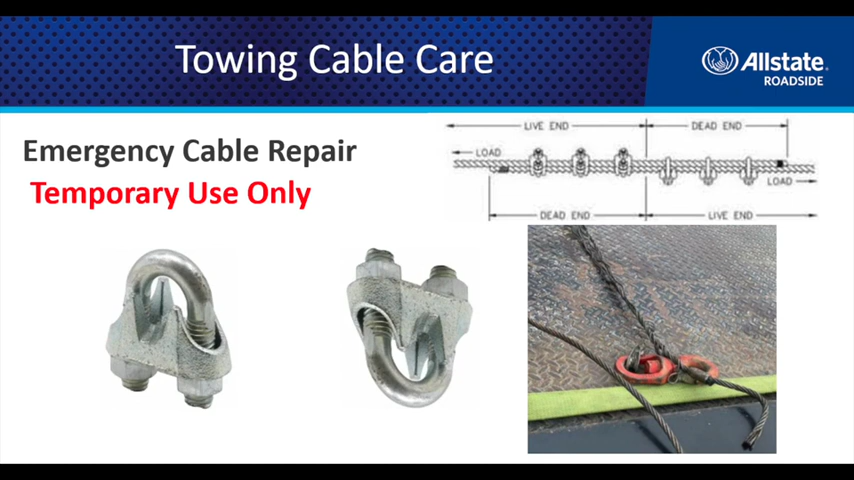 Towing Cable Care
Allstate.
ROADSIDE
Emergency Cable Repair
Temporary Use Only
LIVE END
DEAD END
LOAD
LOAD
DEAD END
LIVE END